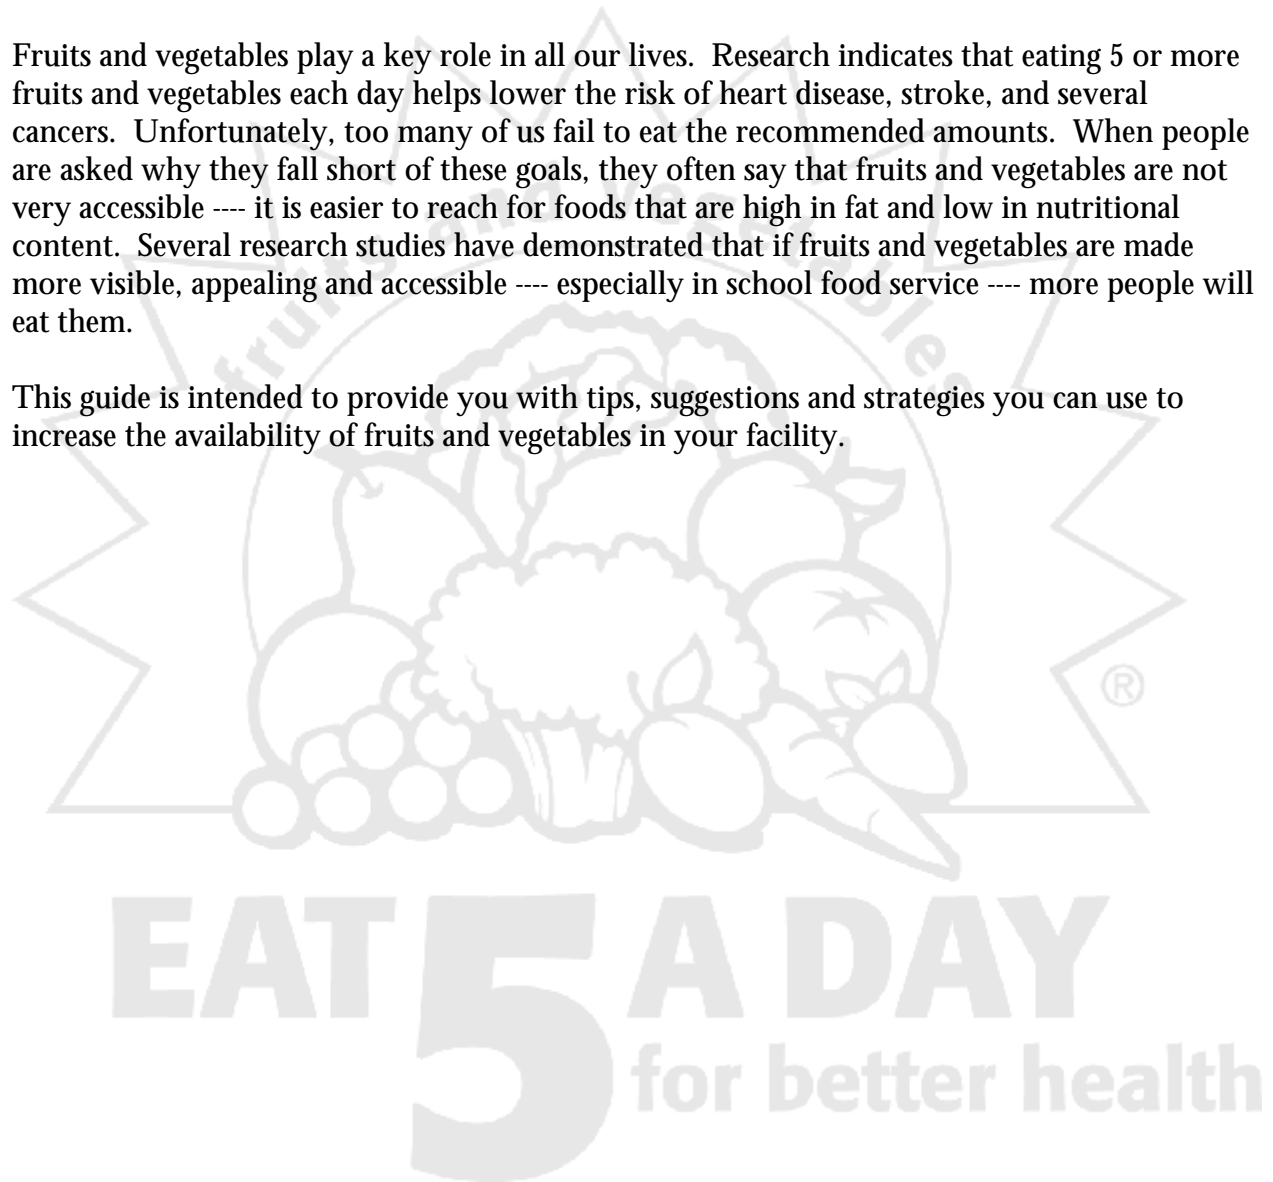 Fruits and vegetables play a key role in all our lives.  Research indicates that eating 5 or more
fruits and vegetables each day helps lower the risk of heart disease, stroke, and several
cancers.  Unfortunately, too many of us fail to eat the recommended amounts.  When people
are asked why they fall short of these goals, they often say that fruits and vegetables are not
very accessible ---- it is easier to reach for foods that are high in fat and low in nutritional
content.  Several research studies have demonstrated that if fruits and vegetables are made
more visible, appealing and accessible ---- especially in school food service ---- more people will
eat them.
This guide is intended to provide you with tips, suggestions and strategies you can use to
increase the availability of fruits and vegetables in your facility.
fruits and vegetables
®
EAT 5 A DAY
for better health